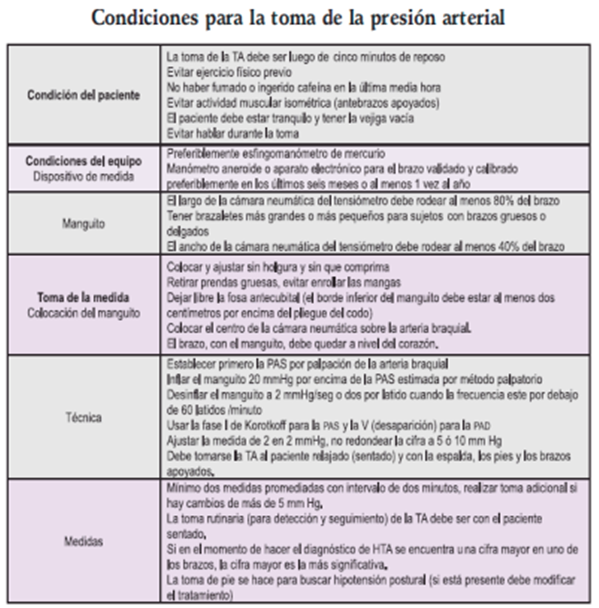 Condiciones para la toma de la presión arterial
Condición del paciente
La toma de la TA debe ser luego de cinco minutos de reposo
Evitar ejercicio físico previo
No haber fumado o ingerido cafeína en la última media hora
Evitar actividad muscular isométrica (antebrazos apoyados)
El paciente debe estar tranquilo y tener la vejiga vacía
Evitar hablar durante la toma
Condiciones del equipo
Dispositivo de medida
Preferiblemente esfingomanómetro de mercurio
Manómetro aneroide o aparato electrónico para el brazo validado y calibrado
preferiblemente en los últimos seis meses o al menos 1 vez al año
Manguito
El largo de la cámara neumática del tensiómetro debe rodear al menos 80% del brazo
Tener brazaletes más grandes o más pequeños para sujetos con brazos gruesos o
delgados
El ancho de la cámara neumática del tensiómetro debe rodear al menos 40% del brazo
Toma de la medida
Colocación del manguito
Colocar y ajustar sin holgura y sin que comprima
Retirar prendas gruesas, evitar enrollar las mangas
Dejar libre la fosa antecubital (el borde inferior del manguito debe estar al menos dos
centímetros por encima del pliegue del codo)
Colocar el centro de la cámara neumática sobre la arteria braquial.
El brazo, con el manguito, debe quedar a nivel del corazón.
Técnica
Establecer primero la PAS por palpación de la arteria braquial
Inflar el manguito 20 mmHg por encima de la PAS estimada por método palpatorio
Desinflar el manguito a 2 mmHg/seg o dos por latido cuando la frecuencia este por debajo
de 60 latidos /minuto
Usar la fase I de Korotkoff para la PAS y la V (desaparición) para la PAD
Ajustar la medida de 2 en 2 mmHg, no redondear la cifra a 5 ó 10 mm Hg
Debe tomarse la TA al paciente relajado (sentado) y con la espalda, los pies y los brazos
apoyados.
Medidas
Mínimo dos medidas promediadas con intervalo de dos minutos, realizar toma adicional si
hay cambios de más de 5 mm Hg.
La toma rutinaria (para detección y seguimiento) de la TA debe ser con el paciente
sentado.
Si en el momento de hacer el diagnóstico de HTA se encuentra una cifra mayor en uno de
los brazos, la cifra mayor es la más significativa.
La toma de pie se hace para buscar hipotensión postural (si está presente debe modificar
el tratamiento)